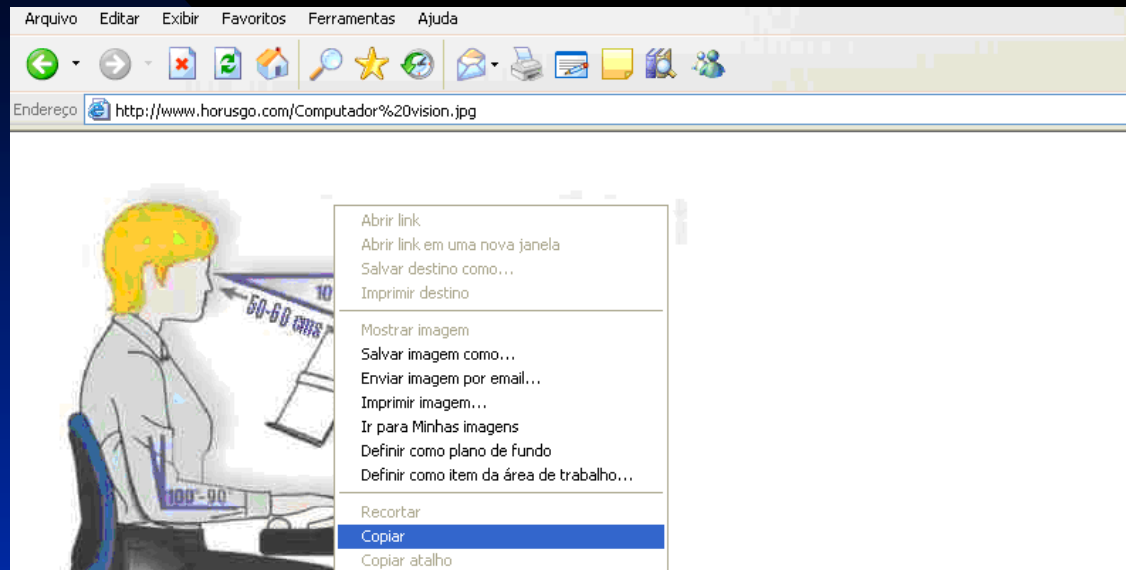 Arquivo Editar Exibir Favoritos Ferramentas Ajuda
Endereço http://www.horusgo.com/Computador%20vision.jpg
Abrir link
Abrir link em uma nova janela
Salvar destino como...
Imprimir destino
10
50-60 cms
Mostrar imagem
Salvar imagem como...
Enviar imagem por email...
Imprimir imagem...
Ir para Minhas imagens
Definir como plano de fundo
Definir como item da área de trabalho...
100°-90°
Recortar
Copiar
Copiar atalho